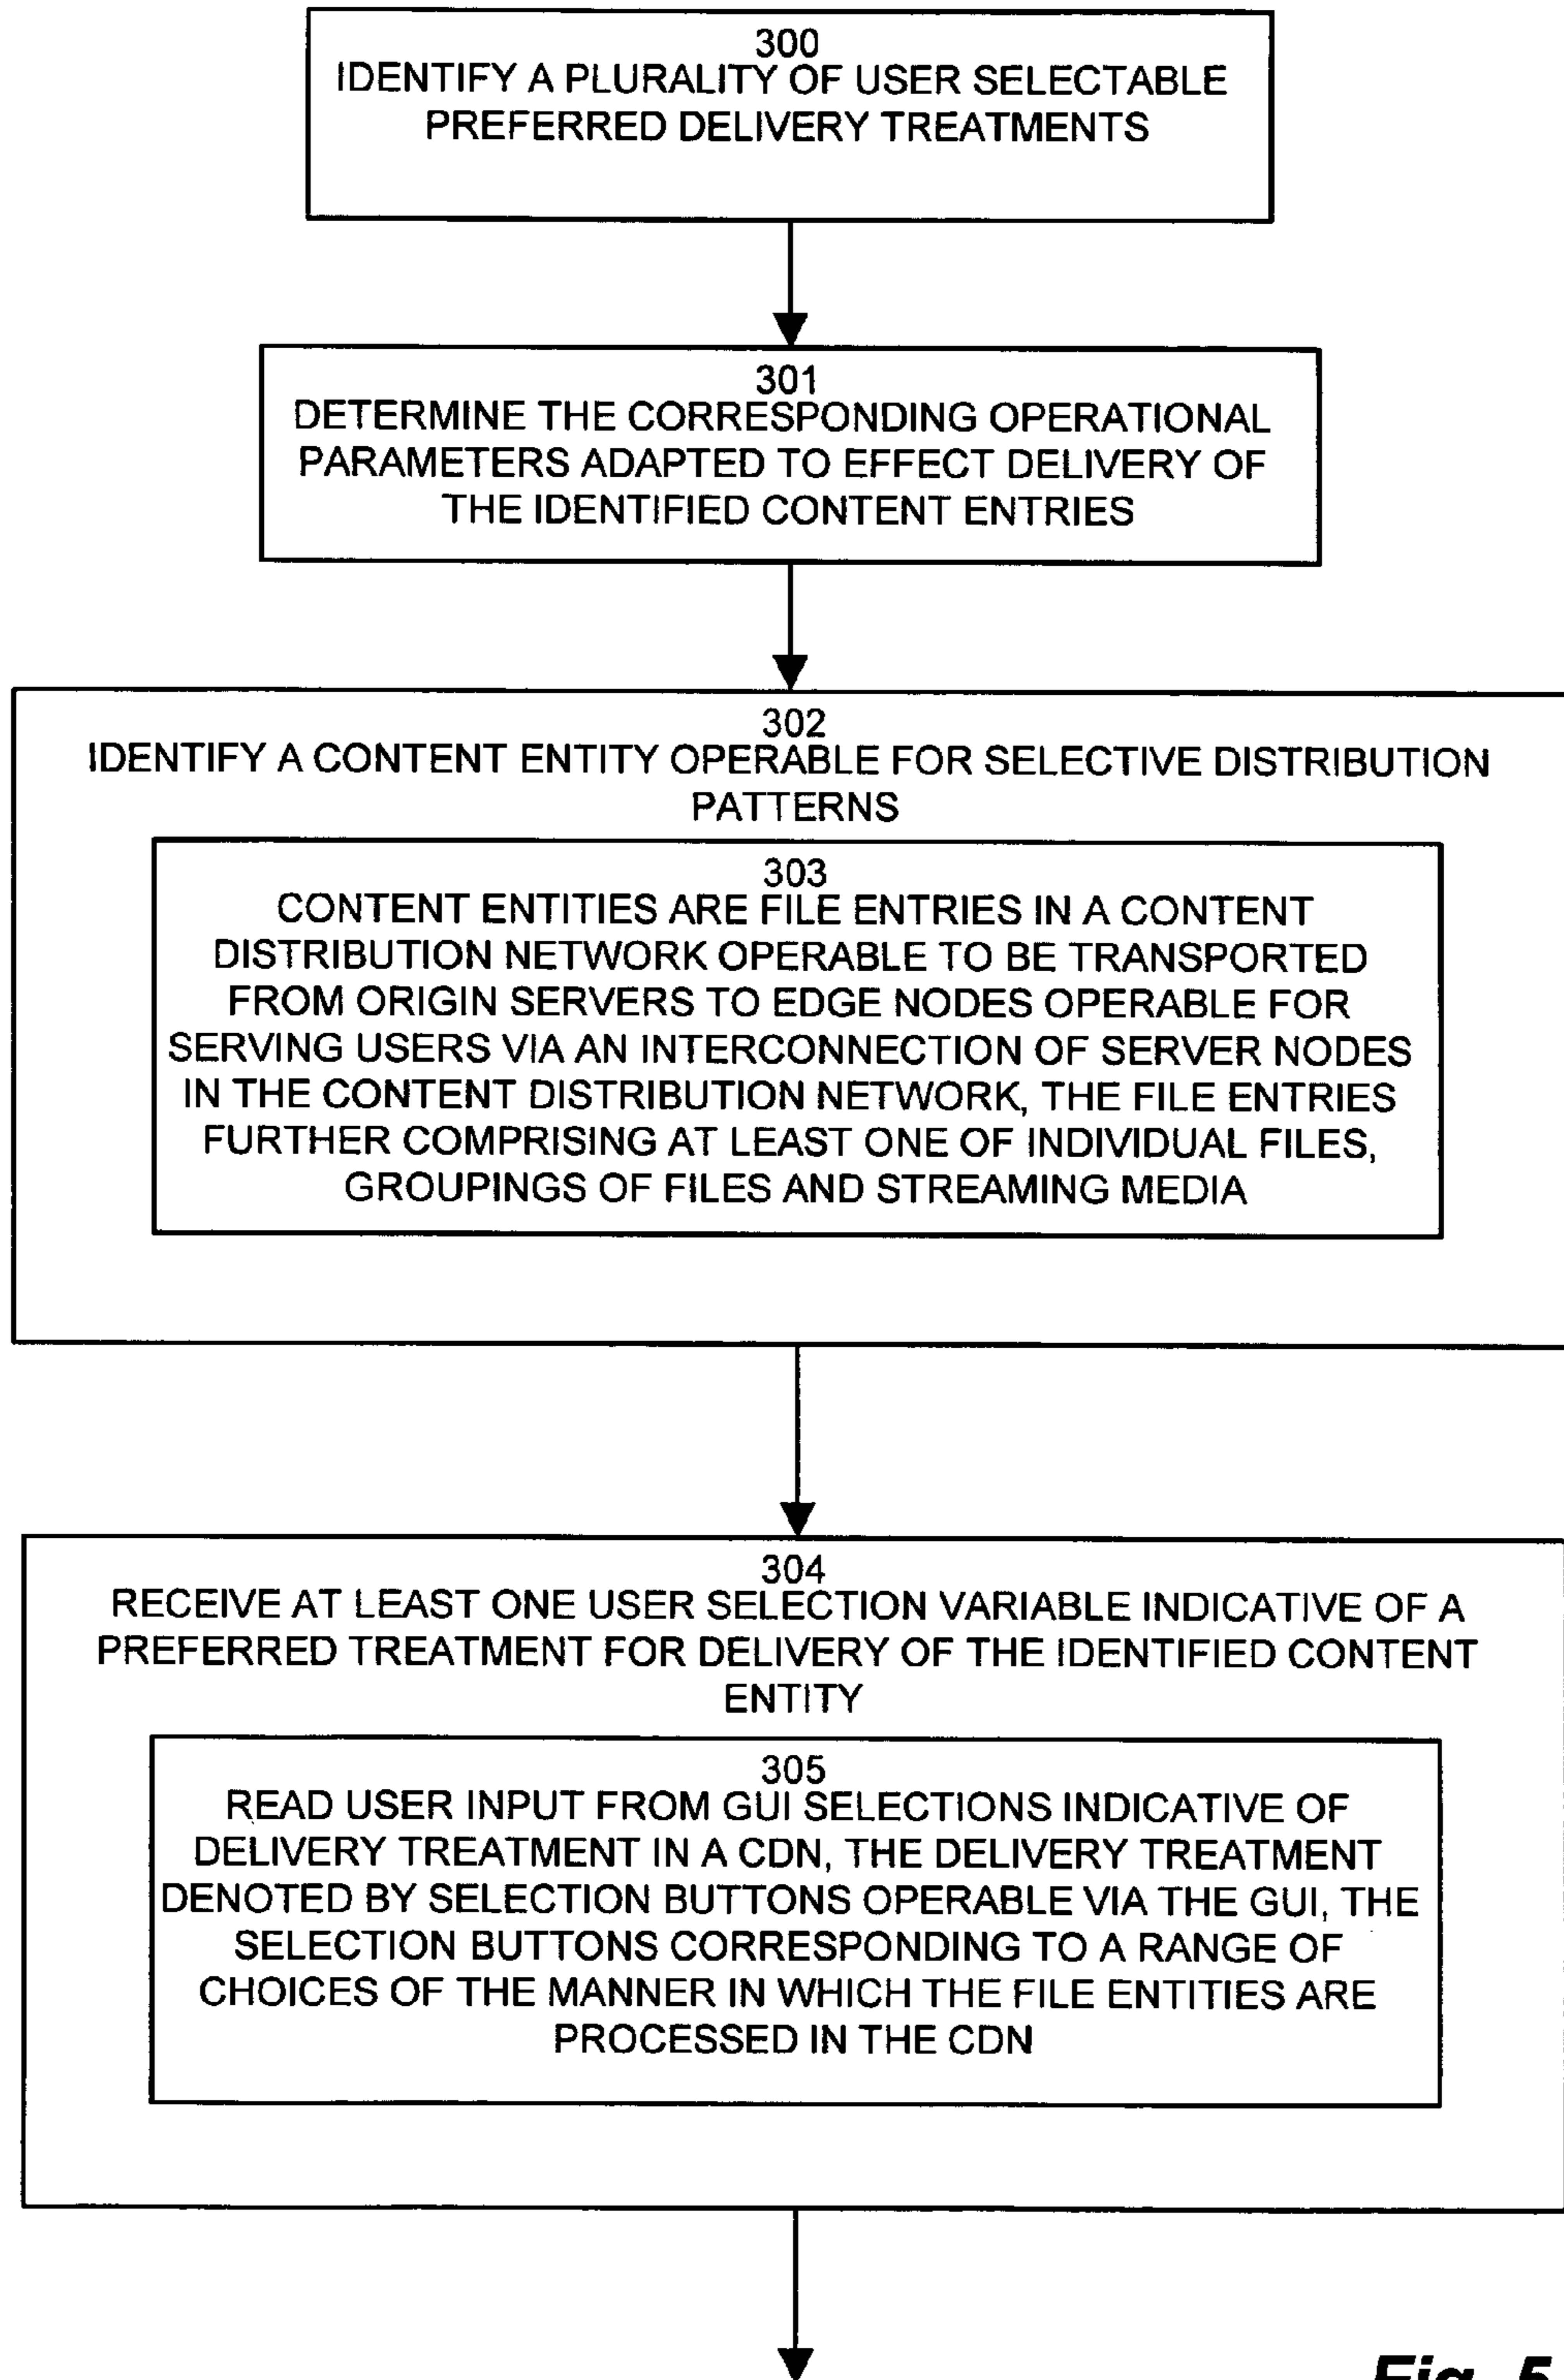 300
IDENTIFY A PLURALITY OF USER SELECTABLE
PREFERRED DELIVERY TREATMENTS
301
DETERMINE THE CORRESPONDING OPERATIONAL
PARAMETERS ADAPTED TO EFFECT DELIVERY OF
THE IDENTIFIED CONTENT ENTRIES
302
IDENTIFY A CONTENT ENTITY OPERABLE FOR SELECTIVE DISTRIBUTION
PATTERNS
303
CONTENT ENTITIES ARE FILE ENTRIES IN A CONTENT
DISTRIBUTION NETWORK OPERABLE TO BE TRANSPORTED
FROM ORIGIN SERVERS TO EDGE NODES OPERABLE FOR
SERVING USERS VIA AN INTERCONNECTION OF SERVER NODES
IN THE CONTENT DISTRIBUTION NETWORK, THE FILE ENTRIES
FURTHER COMPRISING AT LEAST ONE OF INDIVIDUAL FILES,
GROUPINGS OF FILES AND STREAMING MEDIA
304
RECEIVE AT LEAST ONE USER SELECTION VARIABLE INDICATIVE OF A
PREFERRED TREATMENT FOR DELIVERY OF THE IDENTIFIED CONTENT
ENTITY
305
READ USER INPUT FROM GUI SELECTIONS INDICATIVE OF
DELIVERY TREATMENT IN A CDN, THE DELIVERY TREATMENT
DENOTED BY SELECTION BUTTONS OPERABLE VIA THE GUI, THE
SELECTION BUTTONS CORRESPONDING TO A RANGE OF
CHOICES OF THE MANNER IN WHICH THE FILE ENTITIES ARE
PROCESSED IN THE CDN
Fig. 5